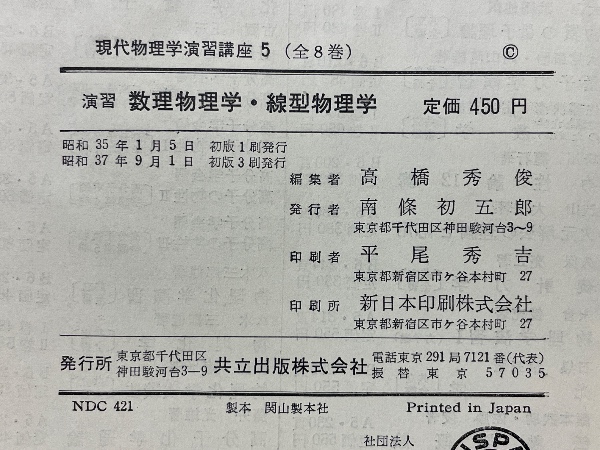 現代物理学演習講座 5 (全8巻) ©
演習 数理物理学・線型物理学 定価 450 円
昭和 35 年 1 月 5 日 初版1刷発行
昭和 37 年 9 月 1 日 初版3刷発行
編集者 高橋秀俊
発行者 南條初五郎
東京都千代田区神田駿河台3〜9
印刷者 平尾秀吉
東京都新宿区市ケ谷本村町 27
印刷所 新日本印刷株式会社
東京都新宿区市ケ谷本村町 27
発行所 東京都千代田区神田駿河台3—9 共立出版株式会社 電話東京 291 局 7121 番(代表)
振替東京 57035
NDC 421 製本 関山製本社 Printed in Japan
社団法人